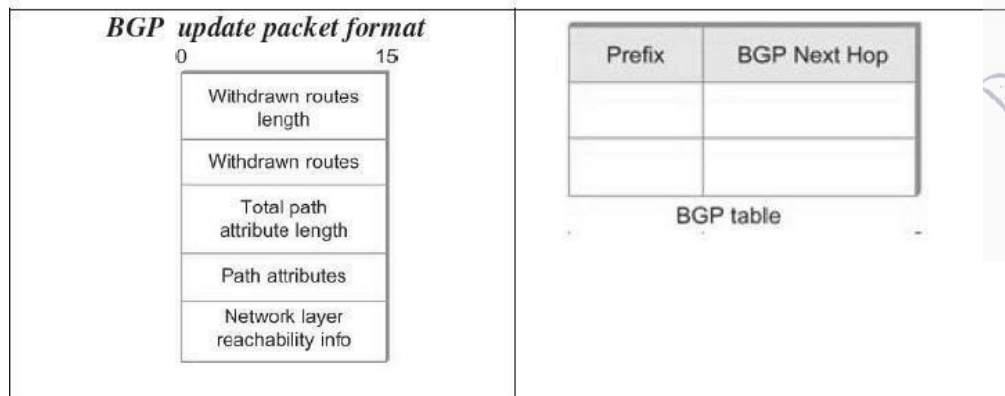 BGP update packet format
0 15
Withdrawn routes
length
Withdrawn routes
Total path
attribute length
Path attributes
Network layer
reachability info
Prefix BGP Next Hop
BGP table